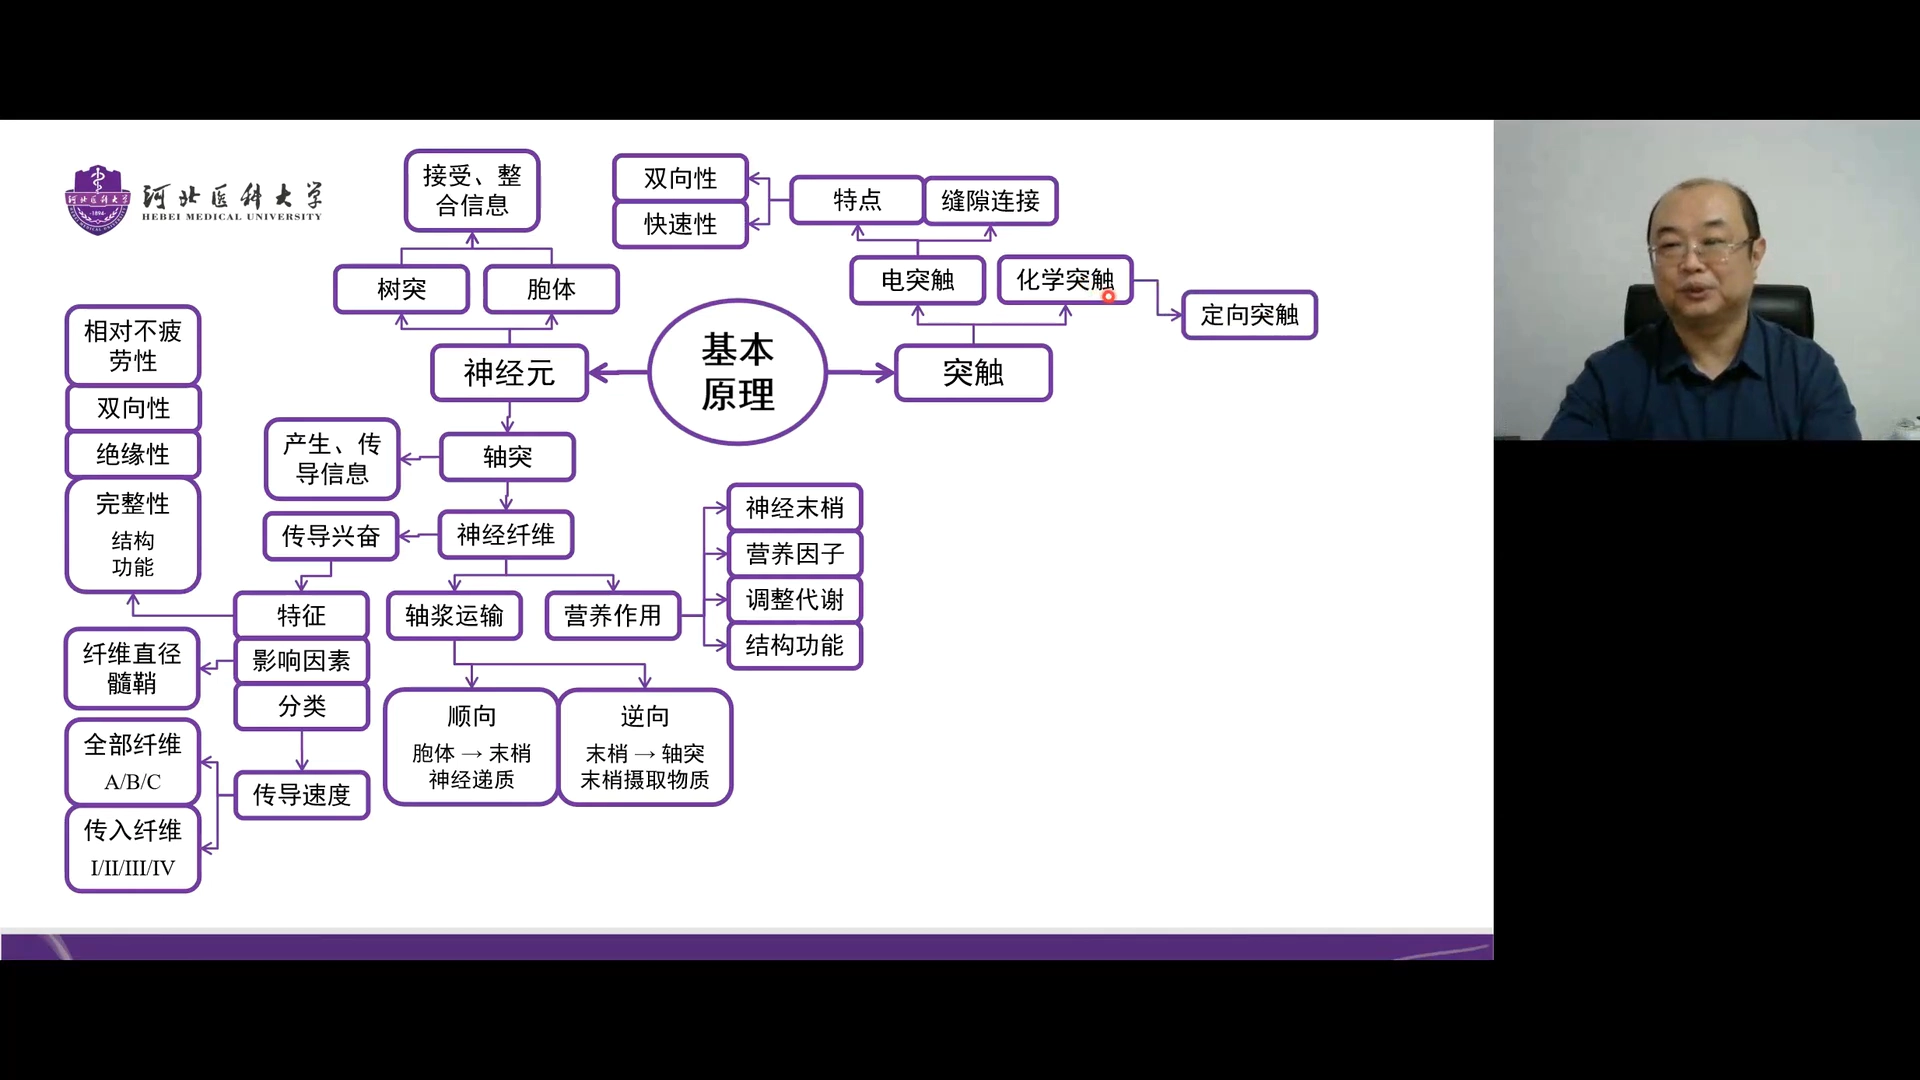 河北医科大学
HEBEI MEDICAL UNIVERSITY
河北医科大学
1894
接受、整
合信息
双向性
快速性
特点
缝隙连接
树突
胞体
电突触
化学突触
定向突触
神经元
基本
原理
突触
相对不疲
劳性
双向性
绝缘性
完整性
结构
功能
产生、传
导信息
轴突
传导兴奋
神经纤维
神经末梢
营养因子
调整代谢
结构功能
特征
轴浆运输
营养作用
纤维直径
髓鞘
影响因素
分类
顺向
胞体 → 末梢
神经递质
逆向
末梢 → 轴突
末梢摄取物质
全部纤维
A/B/C
传导速度
传入纤维
I/II/III/IV